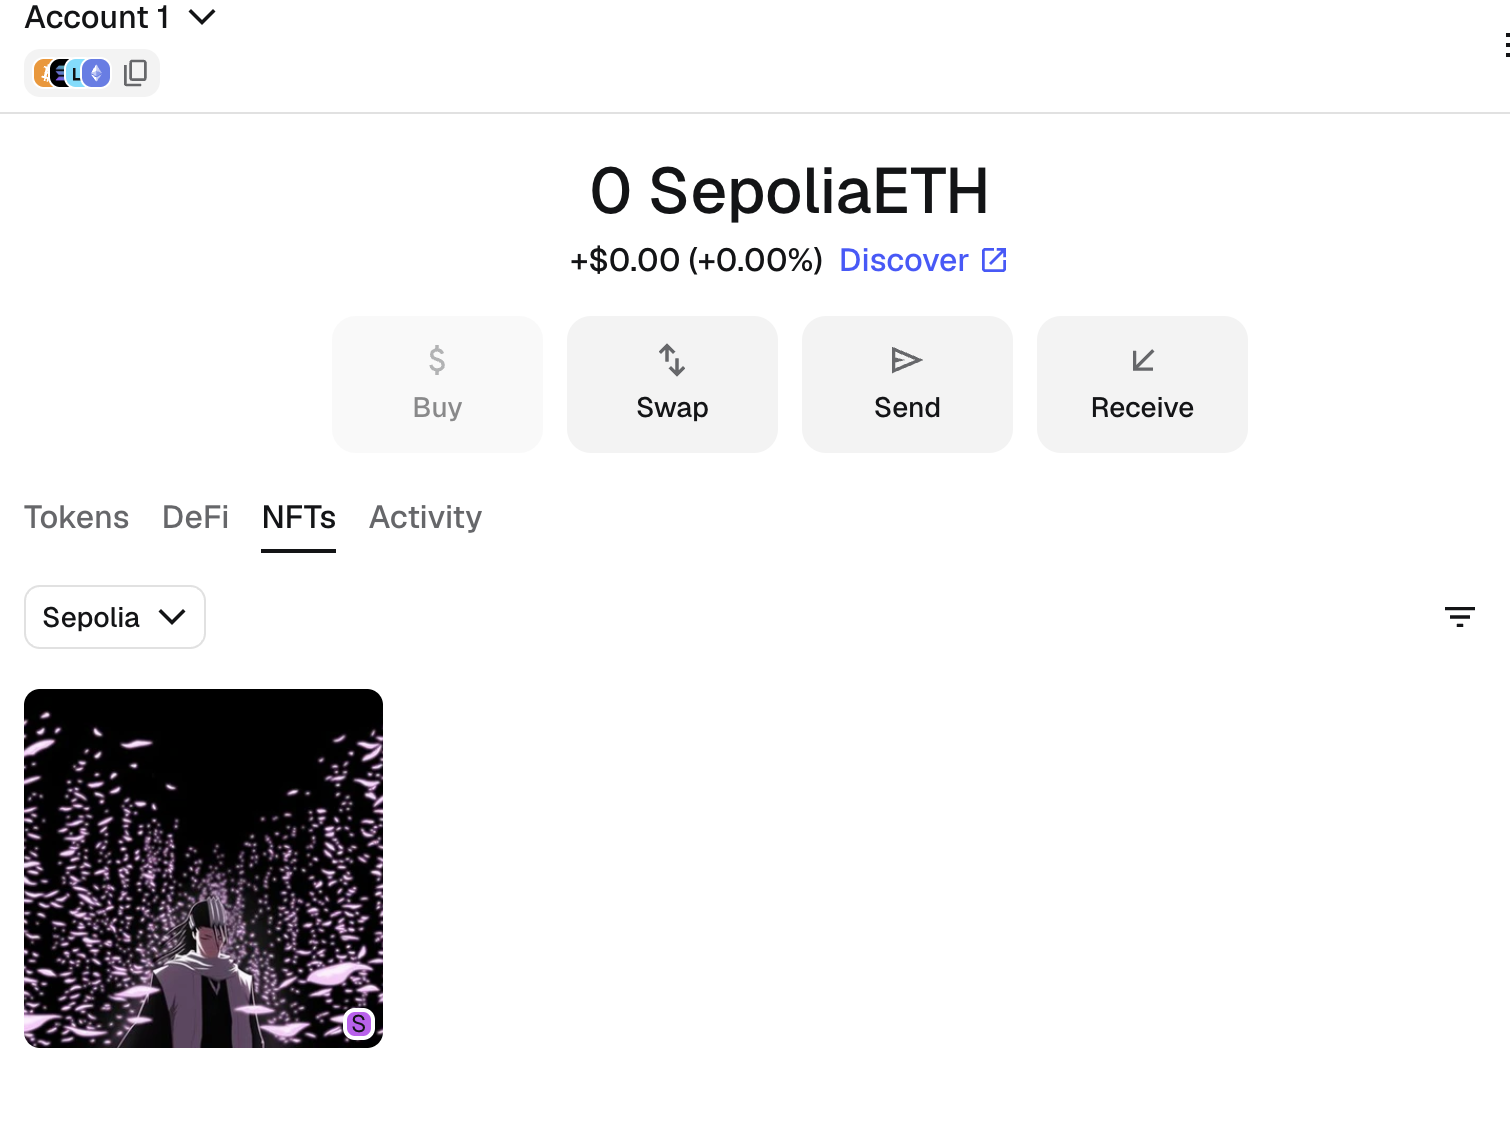 Account 1
L
0 SepoliaETH
+$0.00 (+0.00%) Discover
$
Buy Swap Send Receive
Tokens DeFi NFTs Activity
Sepolia
S